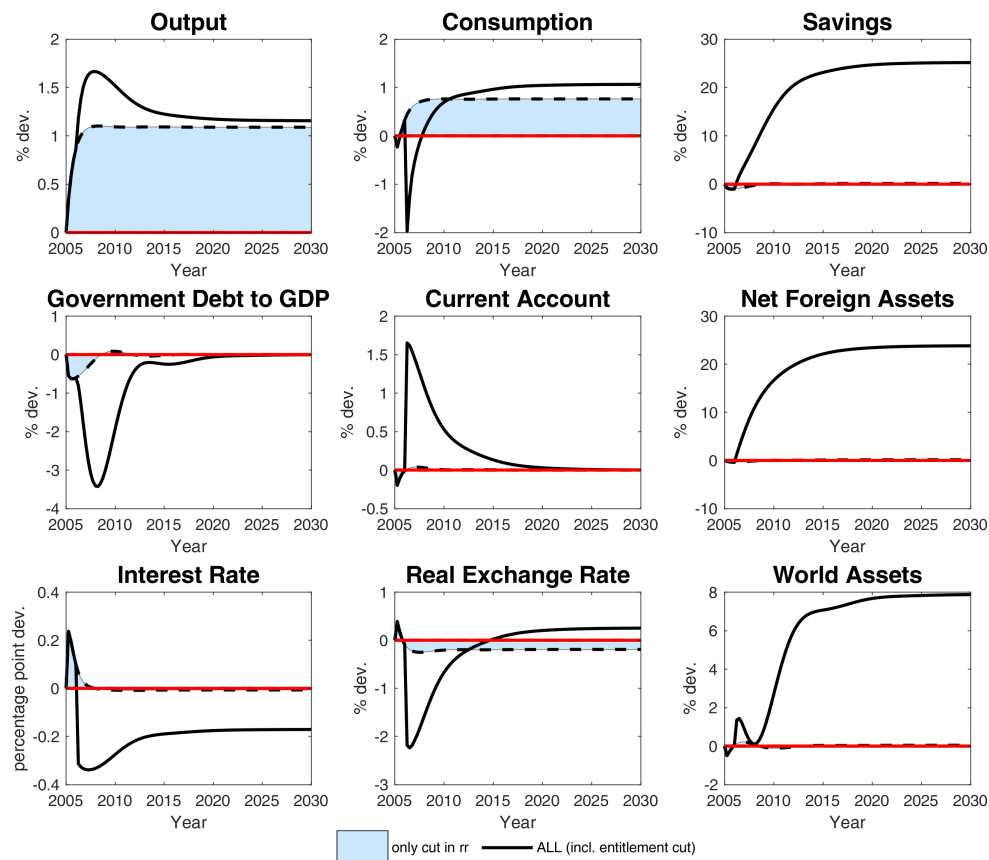 Output
Consumption
Savings
2
1.5
1
0.5
0
% dev.
2005 2010 2015 2020 2025 2030
Year
2
1
0
-1
-2
% dev.
2005 2010 2015 2020 2025 2030
Year
30
20
10
0
-10
% dev.
2005 2010 2015 2020 2025 2030
Year
Government Debt to GDP
Current Account
Net Foreign Assets
1
0
-1
-2
-3
-4
% dev.
2005 2010 2015 2020 2025 2030
Year
2
1.5
1
0.5
0
-0.5
% dev.
2005 2010 2015 2020 2025 2030
Year
30
20
10
0
-10
% dev.
2005 2010 2015 2020 2025 2030
Year
Interest Rate
Real Exchange Rate
World Assets
0.4
0.2
0
-0.2
-0.4
percentage point dev.
2005 2010 2015 2020 2025 2030
Year
1
0
-1
-2
-3
% dev.
2005 2010 2015 2020 2025 2030
Year
8
6
4
2
0
-2
% dev.
2005 2010 2015 2020 2025 2030
Year
only cut in rr
ALL (incl. entitlement cut)